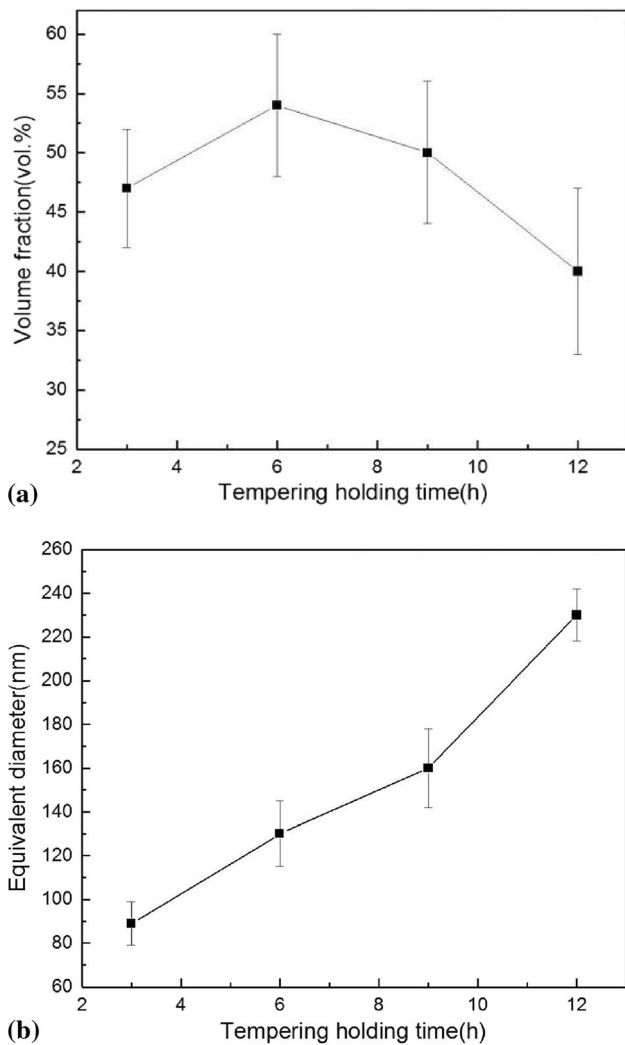 60
55
50
45
40
35
30
25
Volume fraction(vol.%)
2 4 6 8 10 12
Tempering holding time(h)
(a)
260
240
220
200
180
160
140
120
100
80
60
Equivalent diameter(nm)
2 4 6 8 10 12
Tempering holding time(h)
(b)